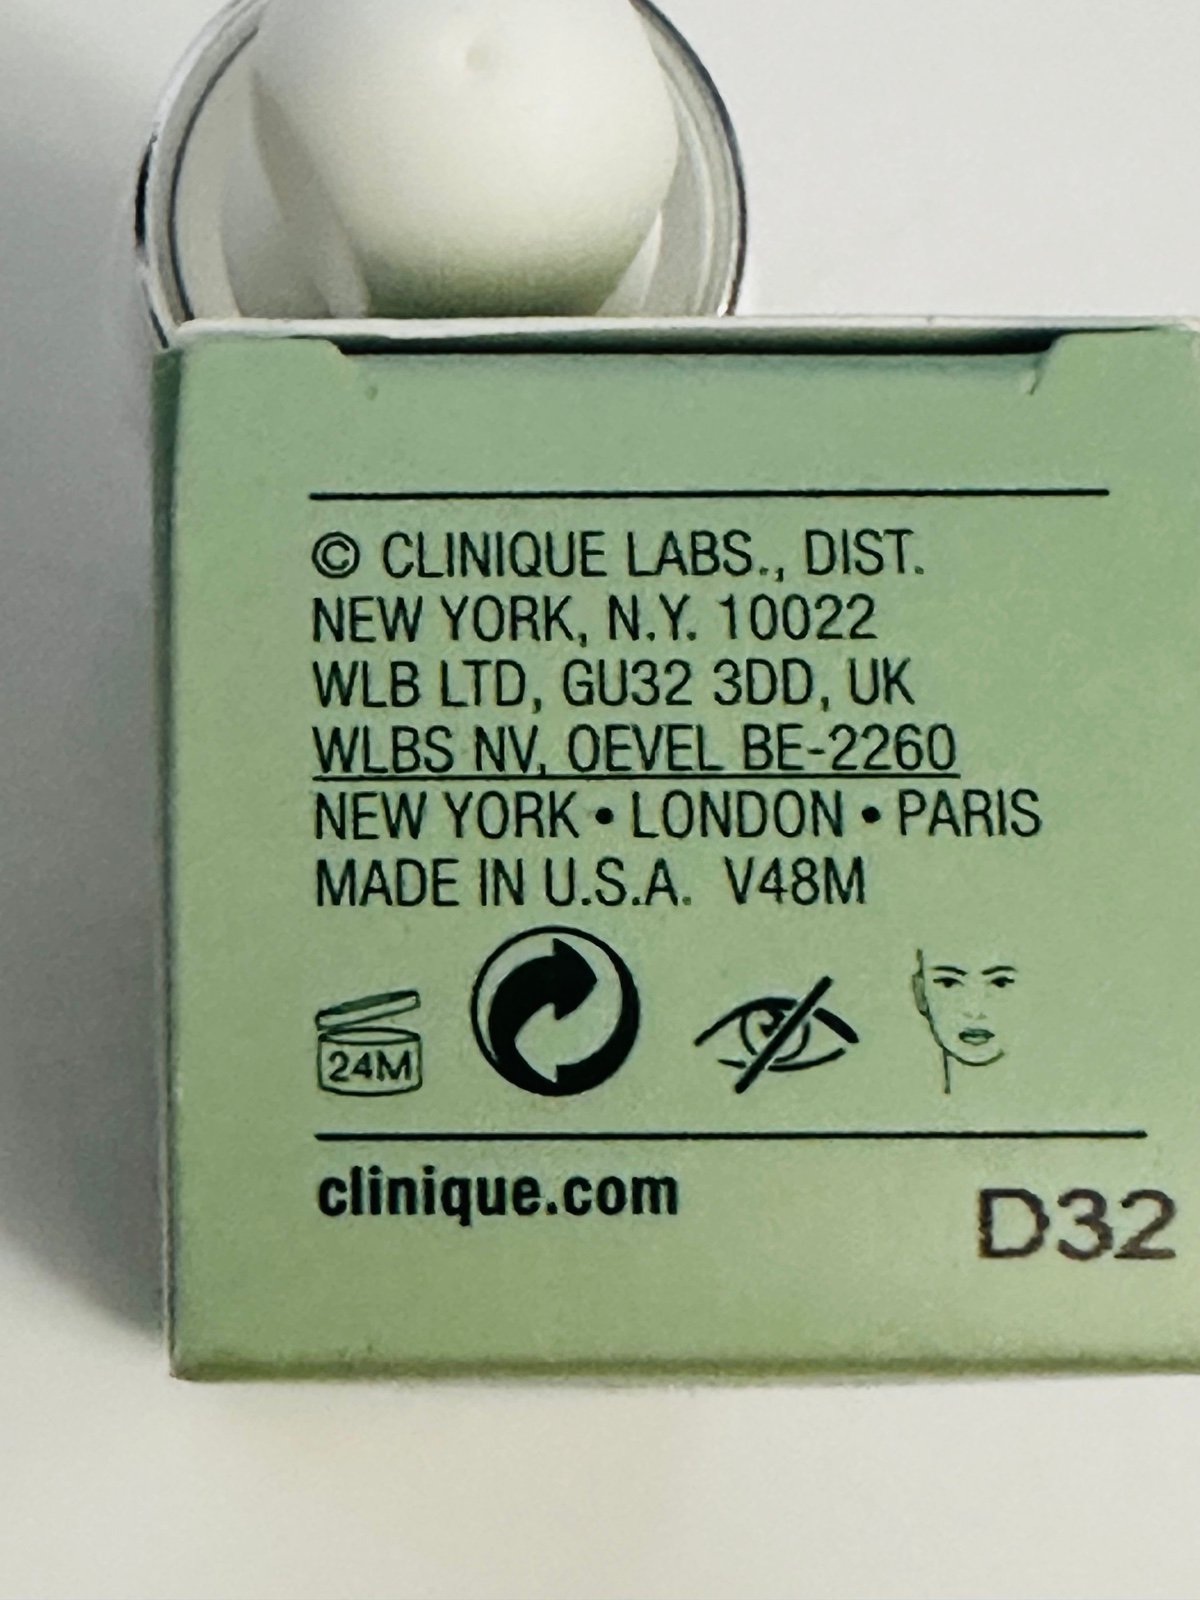 © CLINIQUE LABS., DIST.
NEW YORK, N.Y. 10022
WLB LTD, GU32 3DD, UK
WLBS NV, OEVEL BE-2260
NEW YORK • LONDON • PARIS
MADE IN U.S.A. V48M
24M
clinique.com
D32